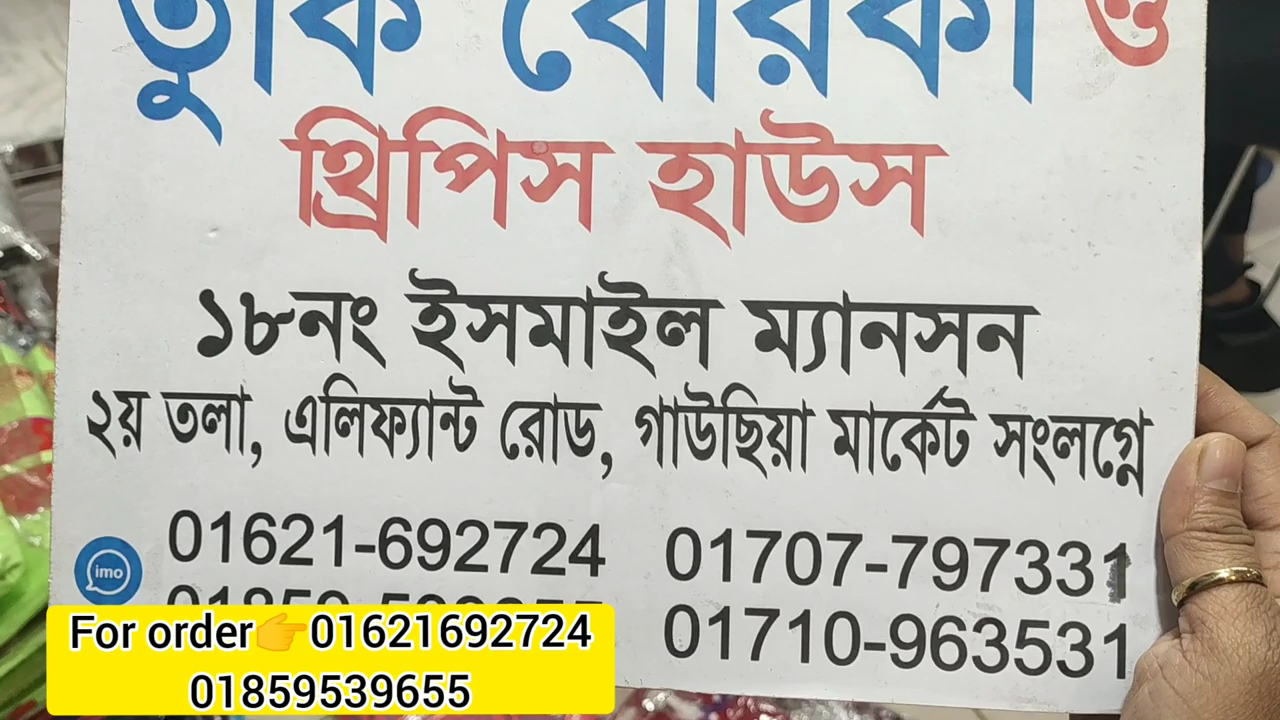 তুর্কি বোরকা ও
থ্রিপিস হাউস
১৮নং ইসমাইল ম্যানসন
২য় তলা, এলিফ্যান্ট রোড, গাউছিয়া মার্কেট সংলগ্নে
01621-692724 01707-797331
imo
01710-963531
For order👉01621692724
01859539655